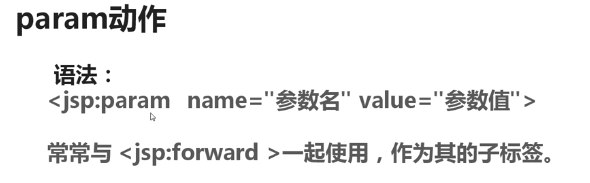 param动作
语法：
<jsp:param name="参数名" value="参数值">
常常与 <jsp:forward >一起使用，作为其的子标签。